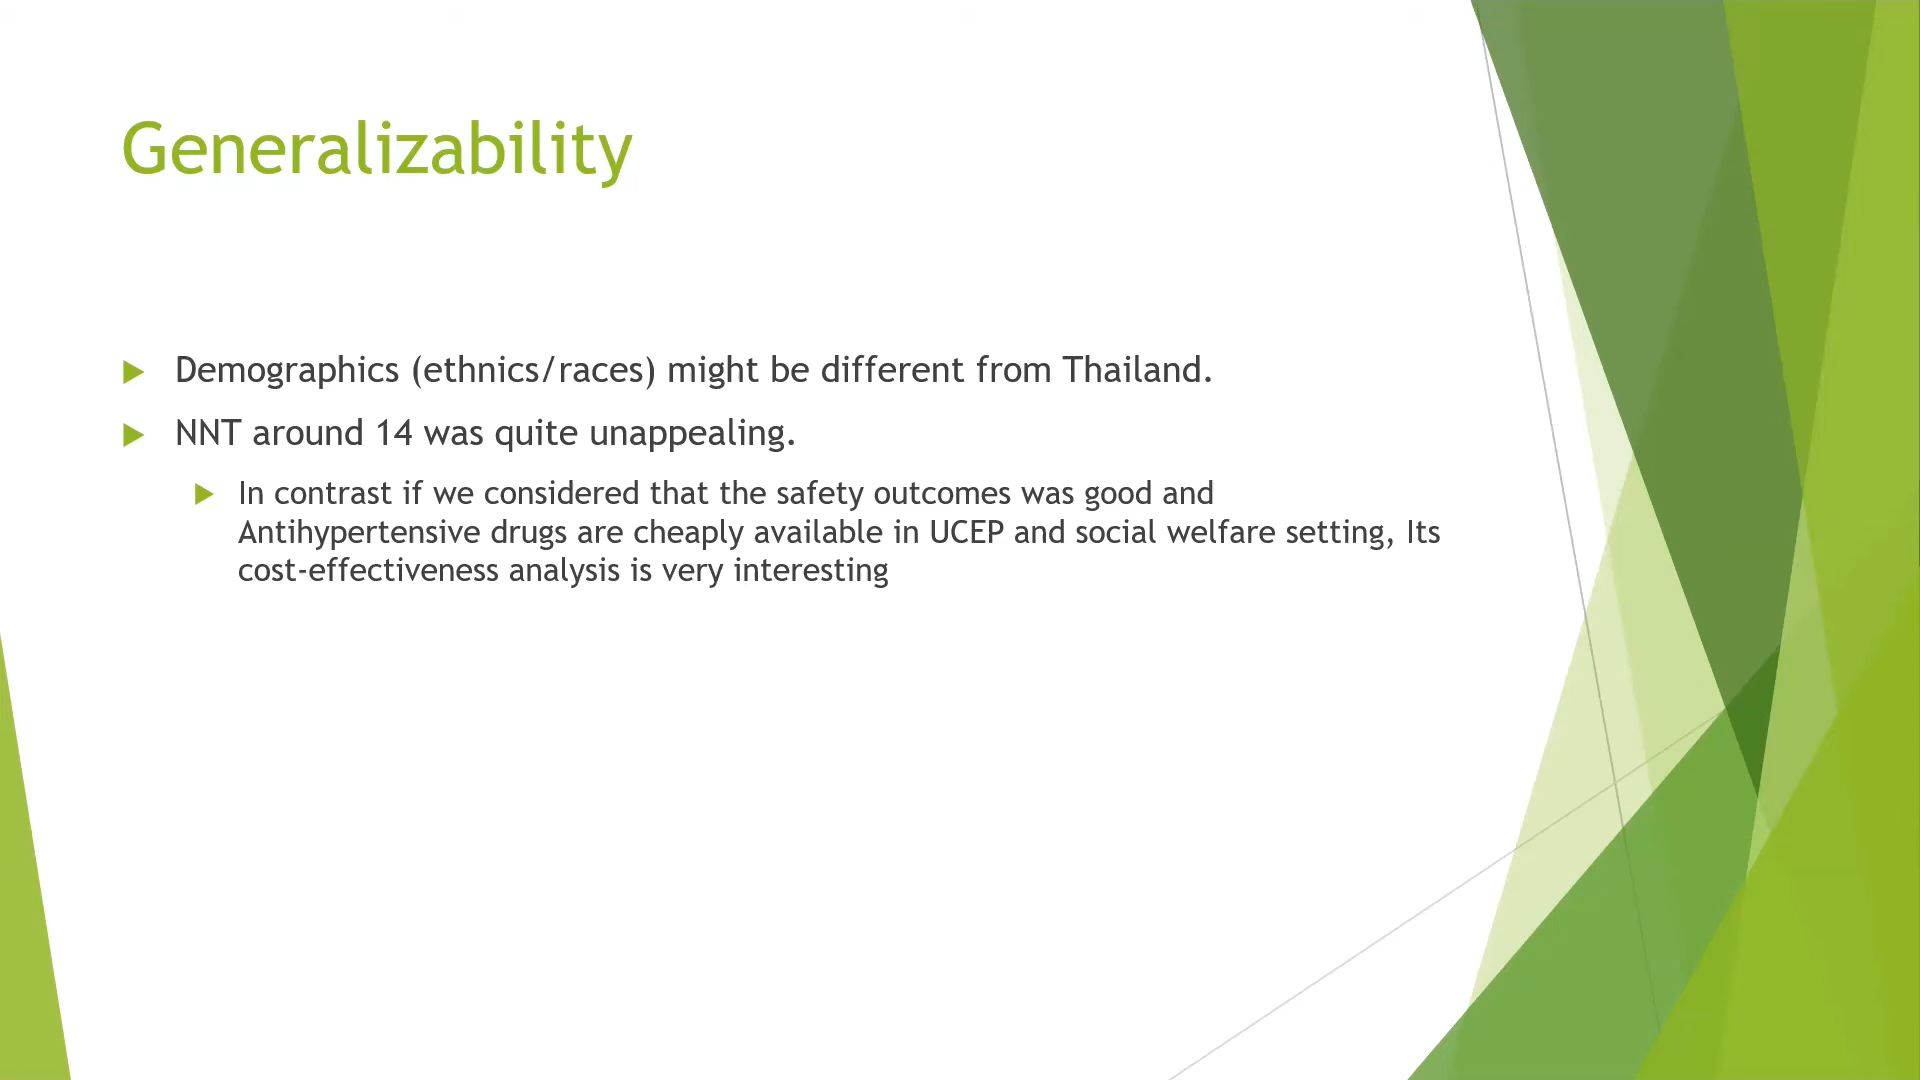 Generalizability
Demographics (ethnics/races) might be different from Thailand.
NNT around 14 was quite unappealing.
In contrast if we considered that the safety outcomes was good and
Antihypertensive drugs are cheaply available in UCEP and social welfare setting, Its
cost-effectiveness analysis is very interesting